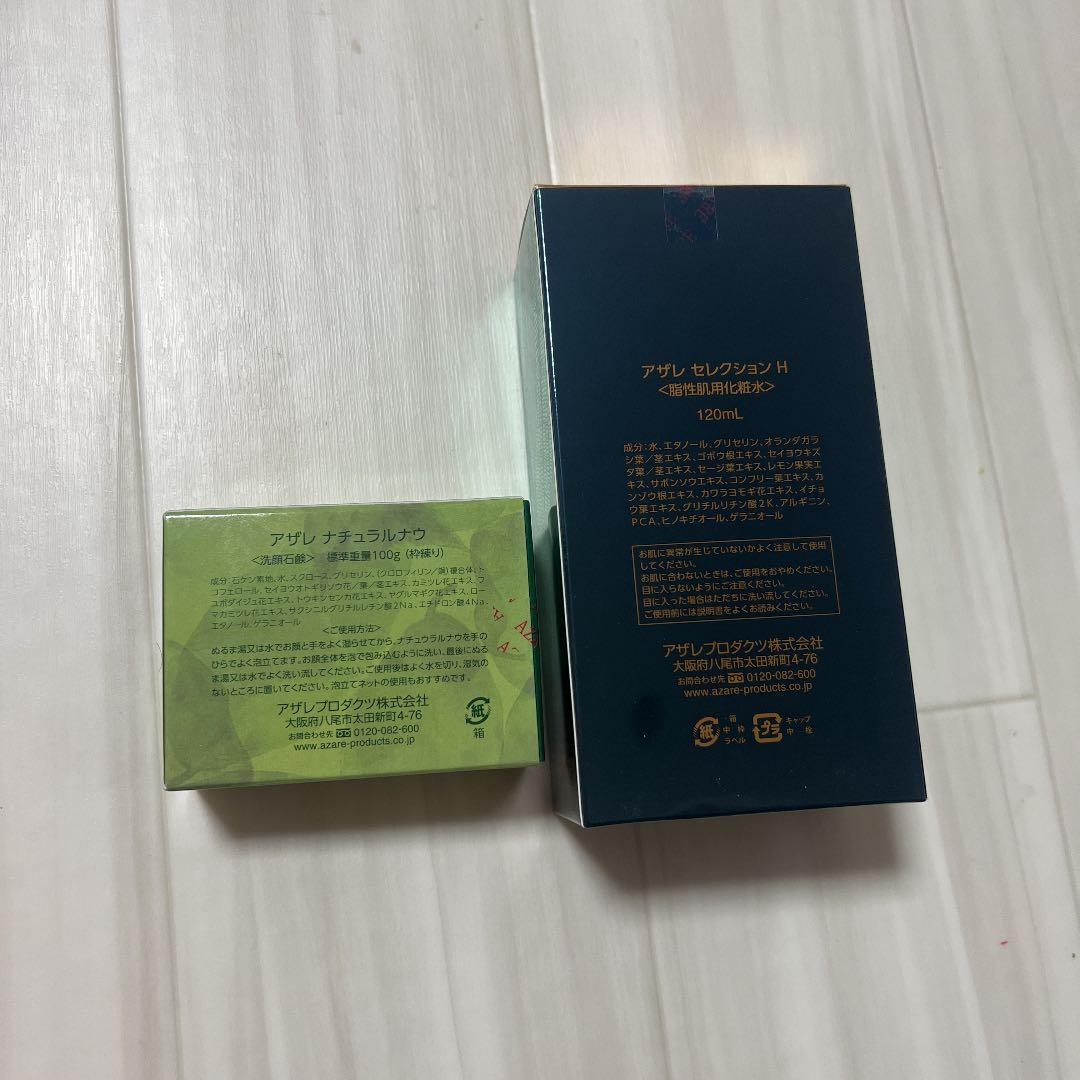 アザレ ナチュラルナウ
＜洗顔石鹸＞ 標準重量100g (枠練り)
成分:石ケン素地、水、スクロース、グリセリン、(クロロフィリン/銅)複合体、ト
コフェロール、セイヨウオトギリソウ花/葉/茎エキス、カミツレ花エキス、フ
ユボダイジュ花エキス、トウキンセンカ花エキス、ヤグルマギク花エキス、ロー
マカミツレ花エキス、サクシニルグリチルレチン酸2Na、エチドロン酸4Na、
エタノール、ゲラニオール
＜ご使用方法＞
ぬるま湯又は水でお顔と手をよく濡らせてから、ナチュウラルナウを手の
ひらでよく泡立てます。お顔全体を泡で包み込むように洗い、最後にぬる
ま湯又は水でよく洗い流してください。ご使用後はよく水を切り、湿気の
ないところに置いてください。泡立てネットの使用もおすすめです。
アザレプロダクツ株式会社
大阪府八尾市太田新町4-76
お問合わせ先 0120-082-600
www.azare-products.co.jp
紙
箱
アザレ セレクション H
＜脂性肌用化粧水＞
120mL
成分:水、エタノール、グリセリン、オランダガラ
シ葉/茎エキス、ゴボウ根エキス、セイヨウキズ
タ葉/茎エキス、セージ葉エキス、レモン果実エ
キス、サボンソウエキス、コンフリー葉エキス、カ
ンゾウ根エキス、カワラヨモギ花エキス、イチョ
ウ葉エキス、グリチルリチン酸2K、アルギニン、
PCA、ヒノキチオール、ゲラニオール
お肌に異常が生じていないかよく注意して使用
してください。
お肌に合わないときは、ご使用をおやめください。
目に入らないようにご注意ください。
目に入った場合はただちに洗い流してください。
ご使用前には説明書をよくお読みください。
アザレプロダクツ株式会社
大阪府八尾市太田新町4-76
お問合わせ先 0120-082-600
www.azare-products.co.jp
紙 箱 中枠 ラベル プラ キャップ 中栓